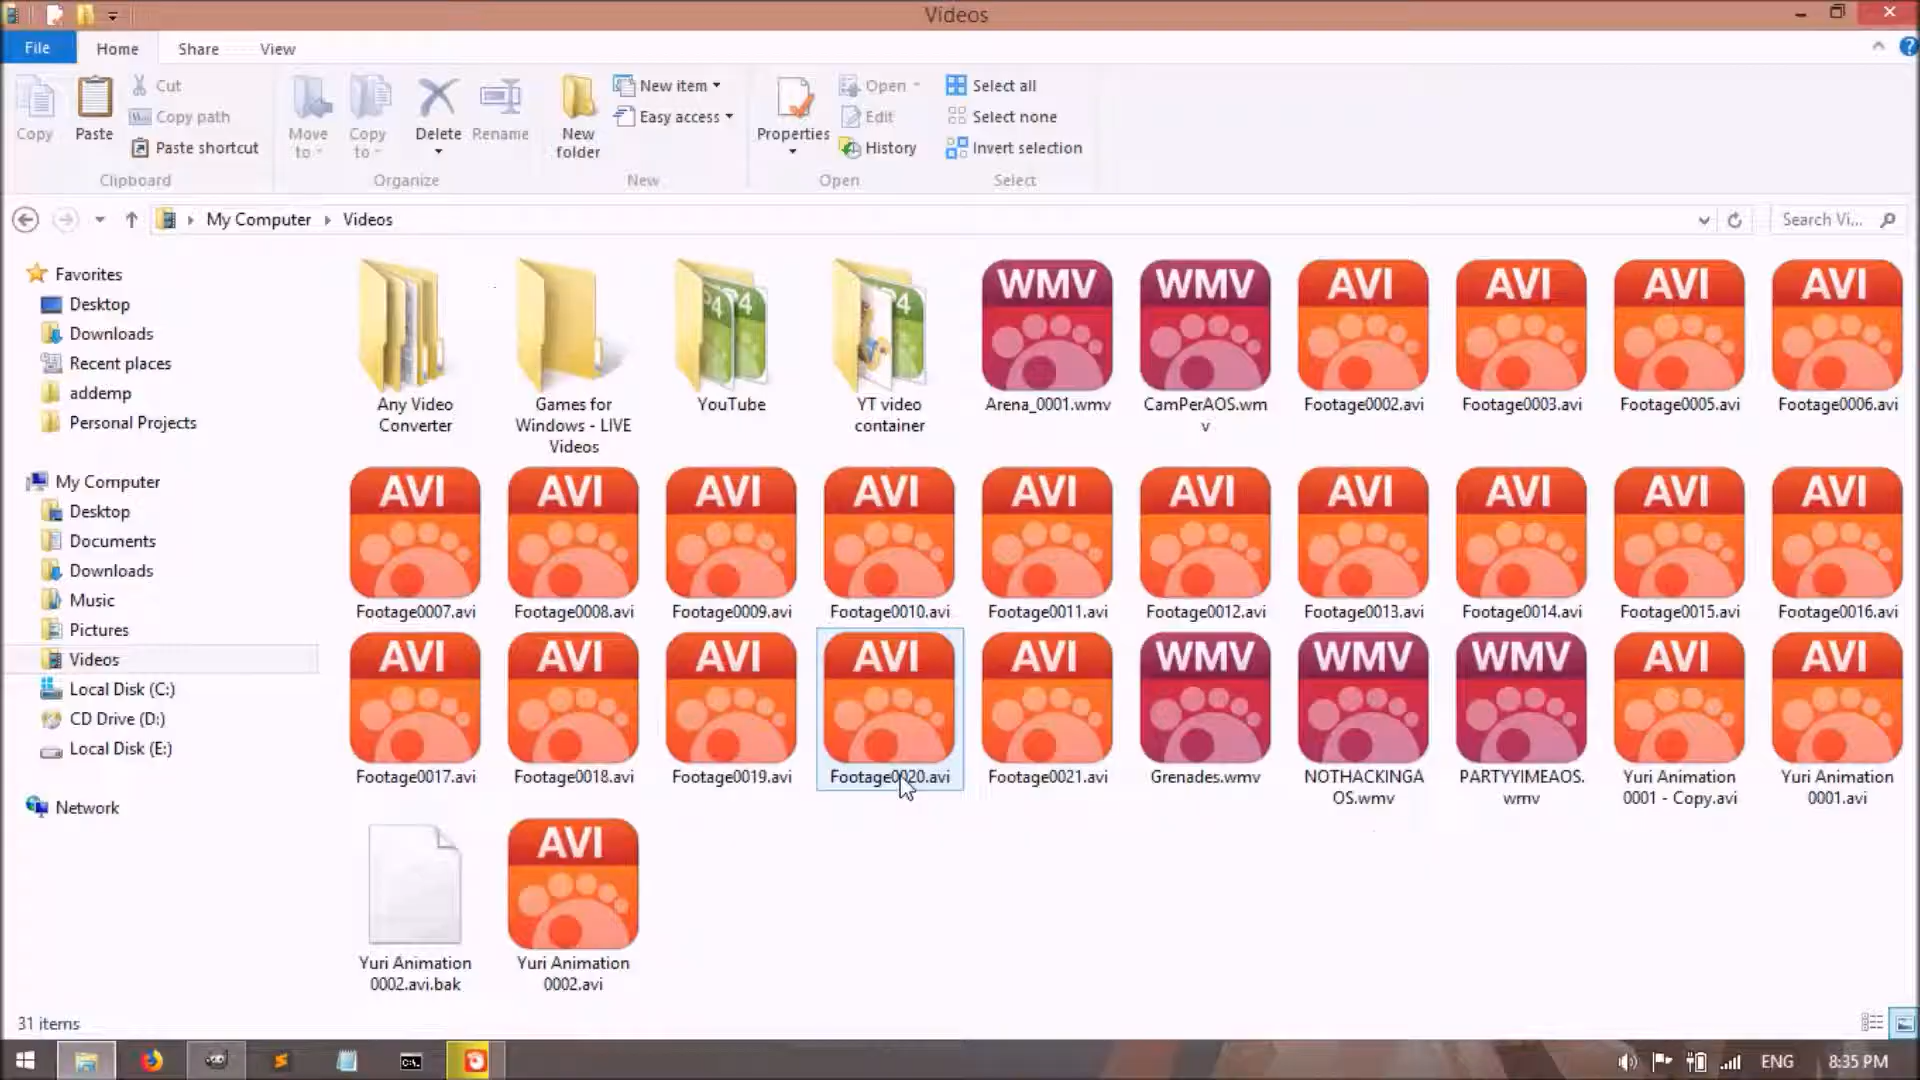 Videos
File Home Share View
Copy Paste Cut Copy path Paste shortcut
Move to Copy to Delete Rename
New folder New item Easy access
Properties Open Edit History
Select all Select none Invert selection
Clipboard Organize New Open Select
My Computer Videos Search Vi...
Favorites
Desktop
Downloads
Recent places
addemp
Personal Projects
My Computer
Desktop
Documents
Downloads
Music
Pictures
Videos
Local Disk (C:)
CD Drive (D:)
Local Disk (E:)
Network
WMV WMV AVI AVI AVI AVI
Any Video Converter
Games for Windows - LIVE Videos
YouTube
YT video container
Arena_0001.wmv
CamPerAOS.wmv
Footage0002.avi
Footage0003.avi
Footage0005.avi
Footage0006.avi
AVI AVI AVI AVI AVI AVI AVI AVI AVI AVI
Footage0007.avi
Footage0008.avi
Footage0009.avi
Footage0010.avi
Footage0011.avi
Footage0012.avi
Footage0013.avi
Footage0014.avi
Footage0015.avi
Footage0016.avi
AVI AVI AVI AVI AVI WMV WMV WMV AVI AVI
Footage0017.avi
Footage0018.avi
Footage0019.avi
Footage0020.avi
Footage0021.avi
Grenades.wmv
NOTHACKINGAOS.wmv
PARTYYIMEAOS.wmv
Yuri Animation 0001 - Copy.avi
Yuri Animation 0001.avi
AVI
Yuri Animation 0002.avi.bak
Yuri Animation 0002.avi
31 items
ENG 8:35 PM